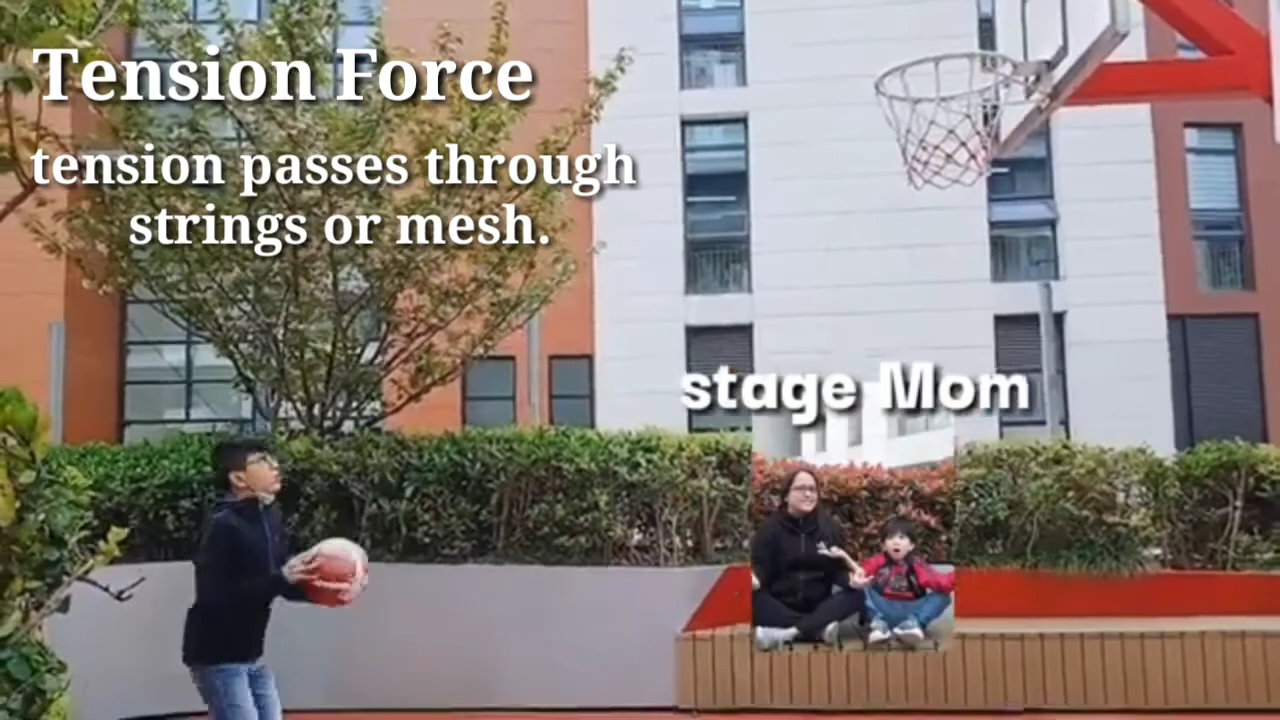 Tension Force
tension passes through
strings or mesh.
stage Mom